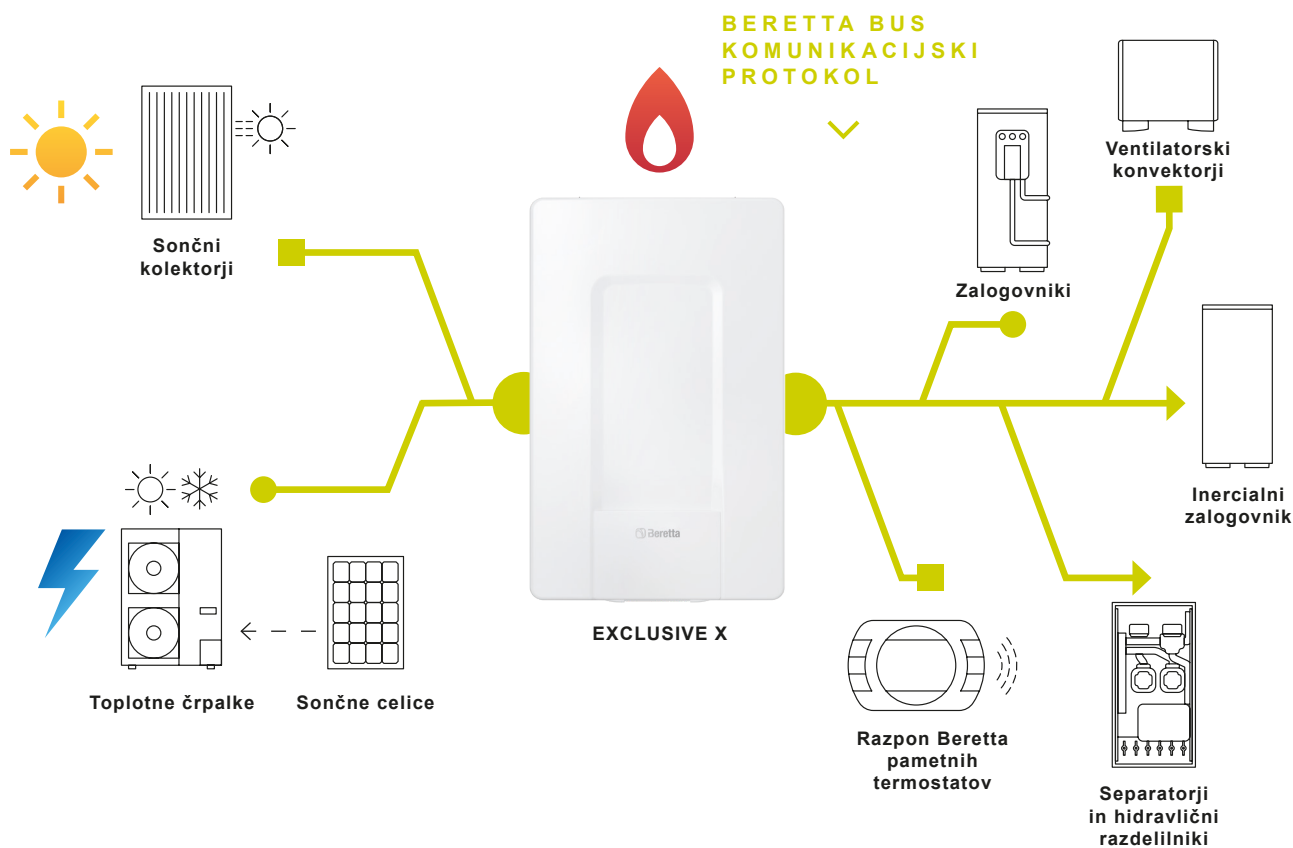 BERETTA BUS
KOMUNIKACIJSKI
PROTOKOL
Sončni
kolektorji
Ventilatorski
konvektorji
Zalogovniki
Inercialni
zalogovnik
Beretta
EXCLUSIVE X
Toplotne črpalke
Sončne celice
Razpon Beretta
pametnih
termostatov
Separatorji
in hidravlični
razdelilniki